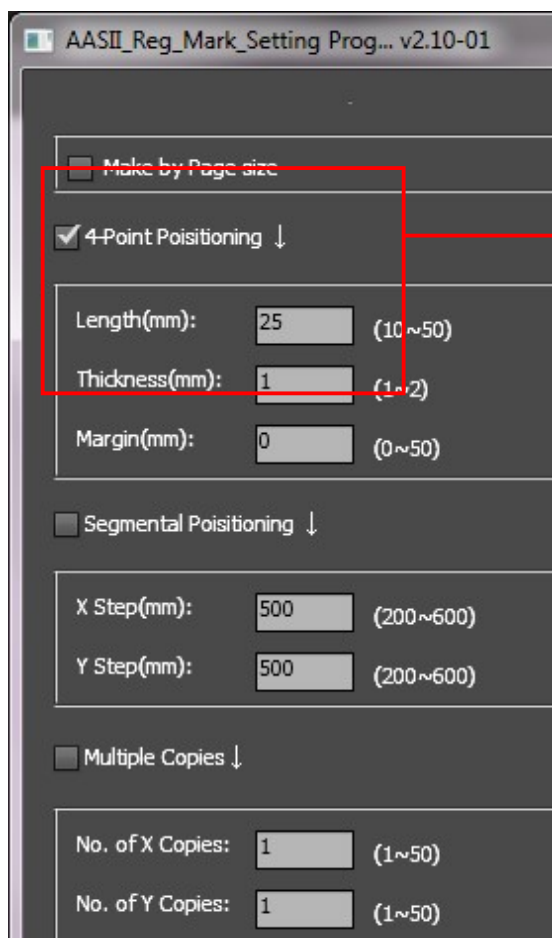 AASII_Reg_Mark_Setting Prog... v2.10-01
Make by Page size
4-Point Poisitioning ↓
Length(mm): 25 (10~50)
Thickness(mm): 1 (1~2)
Margin(mm): 0 (0~50)
Segmental Poisitioning ↓
X Step(mm): 500 (200~600)
Y Step(mm): 500 (200~600)
Multiple Copies ↓
No. of X Copies: 1 (1~50)
No. of Y Copies: 1 (1~50)